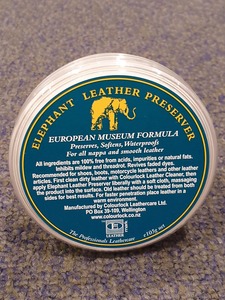 ELEPHANT LEATHER PRESERVER
EUROPEAN MUSEUM FORMULA
Preserves, Softens, Waterproofs
For all nappa and smooth leather
All ingredients are 100% free from acids, impurities or natural fats.
Inhibits mildew and threadrot. Revives faded dyes.
Recommended for shoes, boots, motorcycle leathers and other leather
articles. First clean dirty leather with Colourlock Leather Cleaner, then
apply Elephant Leather Preserver liberally with a soft cloth, massaging
the product into the surface. Old leather should be treated from both
sides for best results. For faster penetration place leather in a
warm environment.
Manufactured by Colourlock Leathercare Ltd.
PO Box 39-109, Wellington
www.colourlock.co.nz
LEATHER
The Professionals Leathercare
e105g net